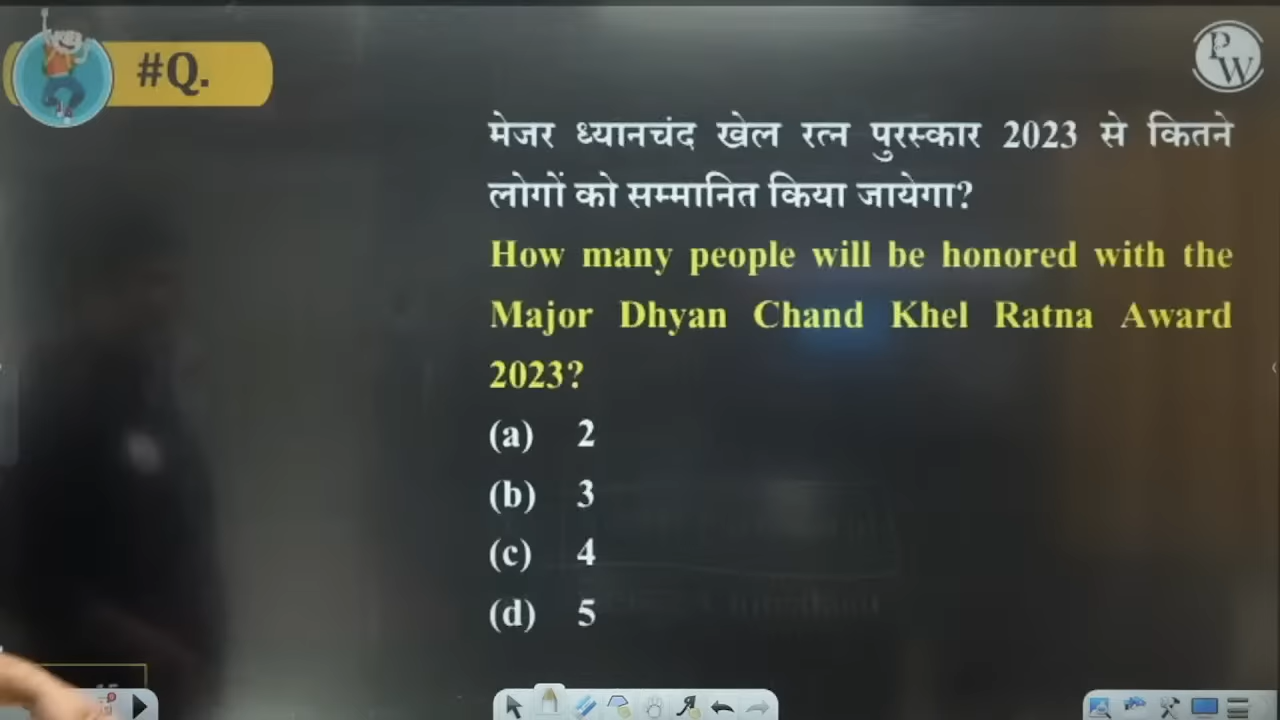 #Q.
PW
मेजर ध्यानचंद खेल रत्न पुरस्कार 2023 से कितने
लोगों को सम्मानित किया जायेगा?
How many people will be honored with the
Major Dhyan Chand Khel Ratna Award
2023?
(a) 2
(b) 3
(c) 4
(d) 5